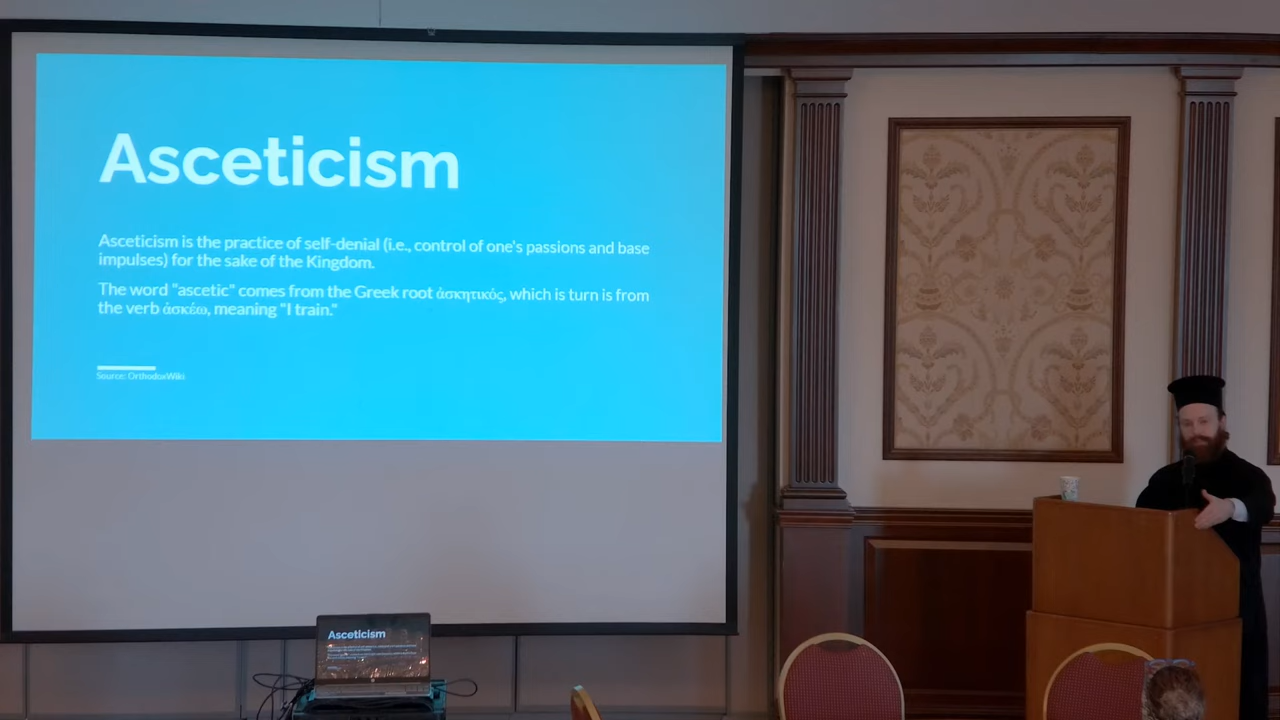 Asceticism
Asceticism is the practice of self-denial (i.e., control of one's passions and base
impulses) for the sake of the Kingdom.
The word "ascetic" comes from the Greek root ἀσκητικός, which is turn is from
the verb ἀσκέω, meaning "I train."
Source: OrthodoxWiki
Asceticism